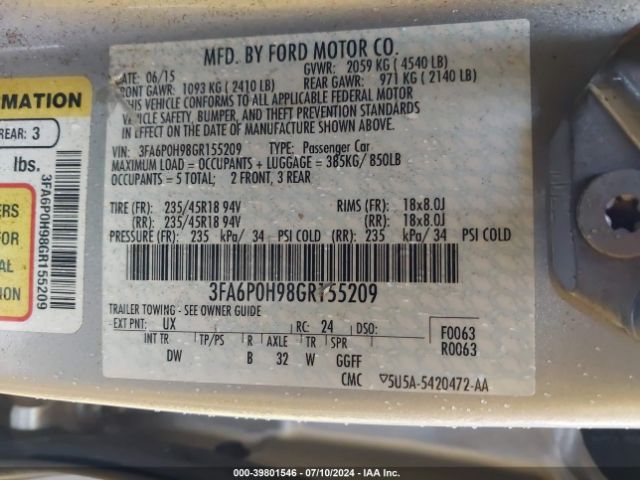 MFD. BY FORD MOTOR CO.
DATE: 06/15 GVWR: 2059 KG ( 4540 LB)
FRONT GAWR: 1093 KG ( 2410 LB) REAR GAWR: 971 KG ( 2140 LB)
THIS VEHICLE CONFORMS TO ALL APPLICABLE FEDERAL MOTOR
VEHICLE SAFETY, BUMPER, AND THEFT PREVENTION STANDARDS
IN EFFECT ON THE DATE OF MANUFACTURE SHOWN ABOVE.
VIN: 3FA6P0H98GR155209 TYPE: Passenger Car
MAXIMUM LOAD = OCCUPANTS + LUGGAGE = 385KG/ 850LB
OCCUPANTS = 5 TOTAL; 2 FRONT, 3 REAR
TIRE (FR): 235/45R18 94V RIMS (FR): 18x8.0J
(RR): 235/45R18 94V (RR): 18x8.0J
PRESSURE (FR): 235 kPa/ 34 PSI COLD (RR): 235 kPa/ 34 PSI COLD
3FA6P0H98GR155209
TRAILER TOWING - SEE OWNER GUIDE
EXT PNT: UX RC: 24 DSO: F0063
INT TR TP/PS R AXLE TR SPR R0063
DW B 32 W GGFF
CMC ▽5U5A-5420472-AA
RMATION
REAR: 3
lbs.
ERS
FOR
AL
NON
3FA6P0H98GR155209
000-39801546 - 07/10/2024 - IAA Inc.